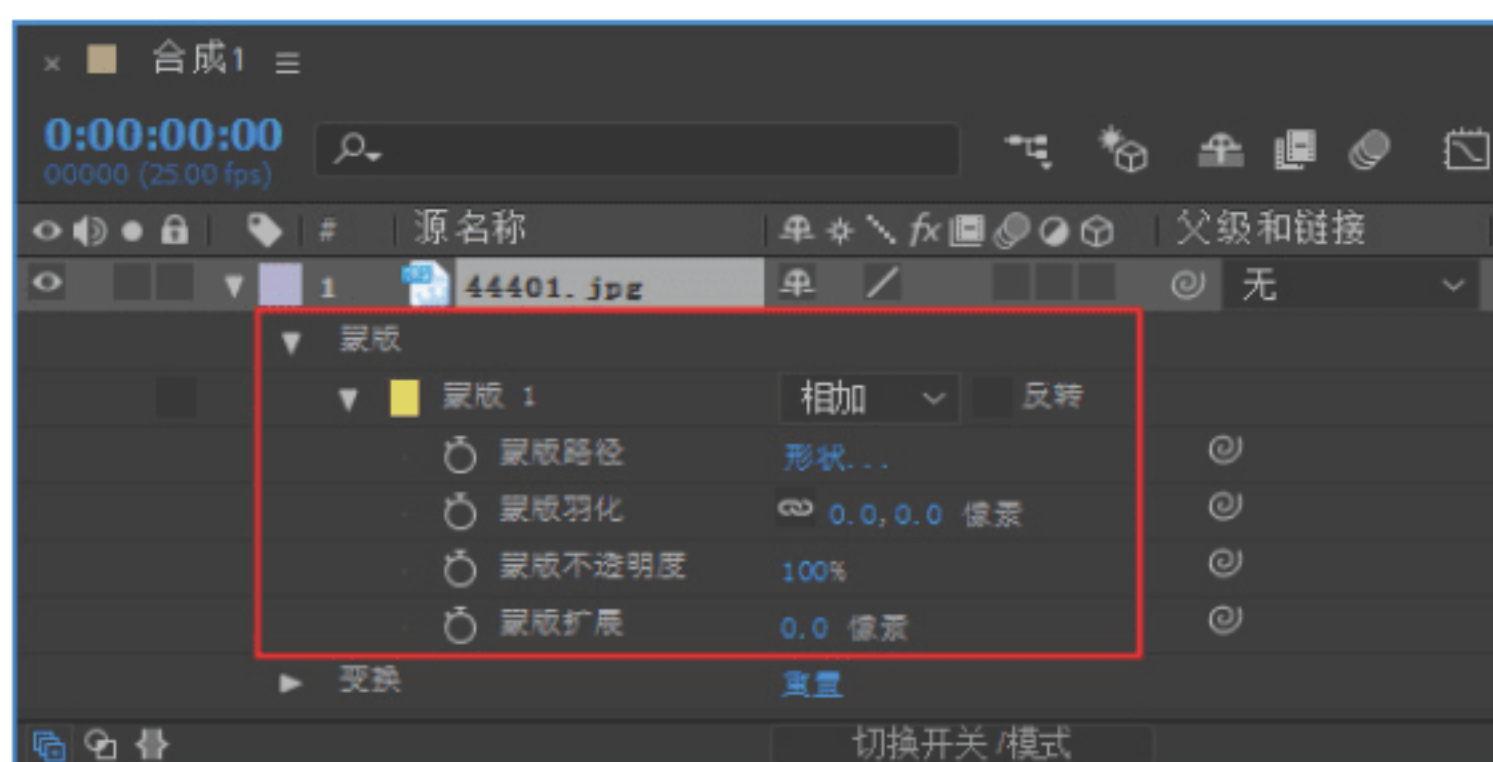 合成1
0:00:00:00
00000 (25.00 fps)
# 源名称 fx 父级和链接
1 44401.jpg 无
蒙版
蒙版 1 相加 反转
蒙版路径 形状...
蒙版羽化 0.0,0.0 像素
蒙版不透明度 100%
蒙版扩展 0.0 像素
变换 重置
切换开关/模式